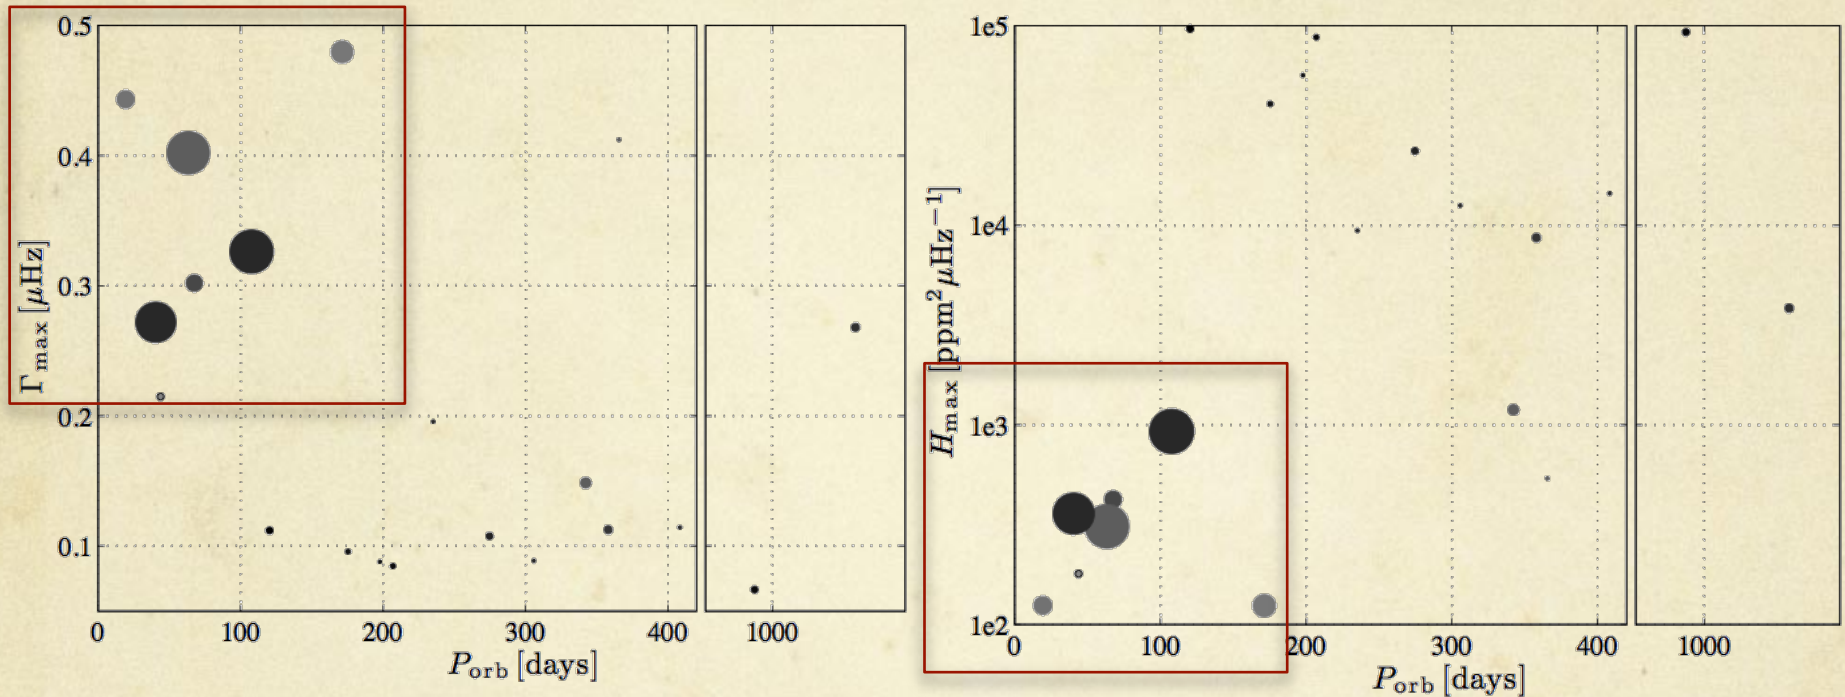 0.5
0.4
0.3
0.2
0.1
Γmax [μHz]
0 100 200 300 400 1000
Porb [days]
1e5
1e4
1e3
1e2
Hmax [ppm² μHz⁻¹]
0 100 200 300 400 1000
Porb [days]